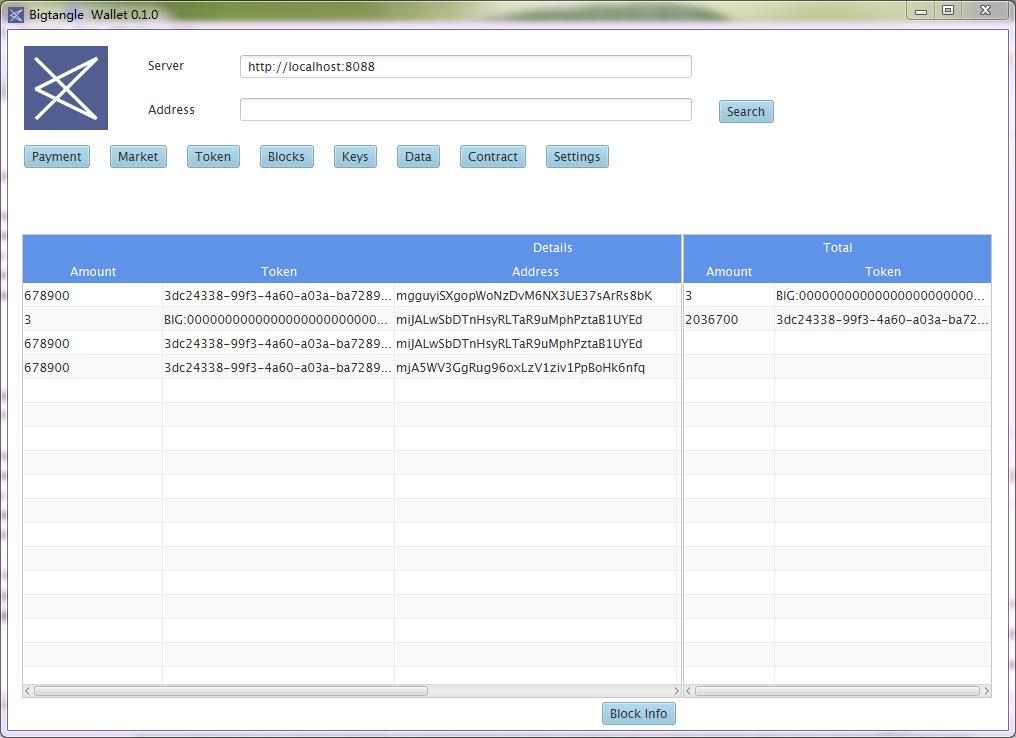 Bigtangle Wallet 0.1.0
Server http://localhost:8088
Address Search
Payment Market Token Blocks Keys Data Contract Settings
Details Total
Amount Token Address Amount Token
678900 3dc24338-99f3-4a60-a03a-ba7289... mgguyiSXgopWoNzDvM6NX3UE37sArRs8bK 3 BIG:00000000000000000000000...
3 BIG:0000000000000000000000000... miJALwSbDTnHsyRLTaR9uMphPztaB1UYEd 2036700 3dc24338-99f3-4a60-a03a-ba72...
678900 3dc24338-99f3-4a60-a03a-ba7289... miJALwSbDTnHsyRLTaR9uMphPztaB1UYEd
678900 3dc24338-99f3-4a60-a03a-ba7289... mjA5WV3GgRug96oxLzV1ziv1PpBoHk6nfq
Block Info